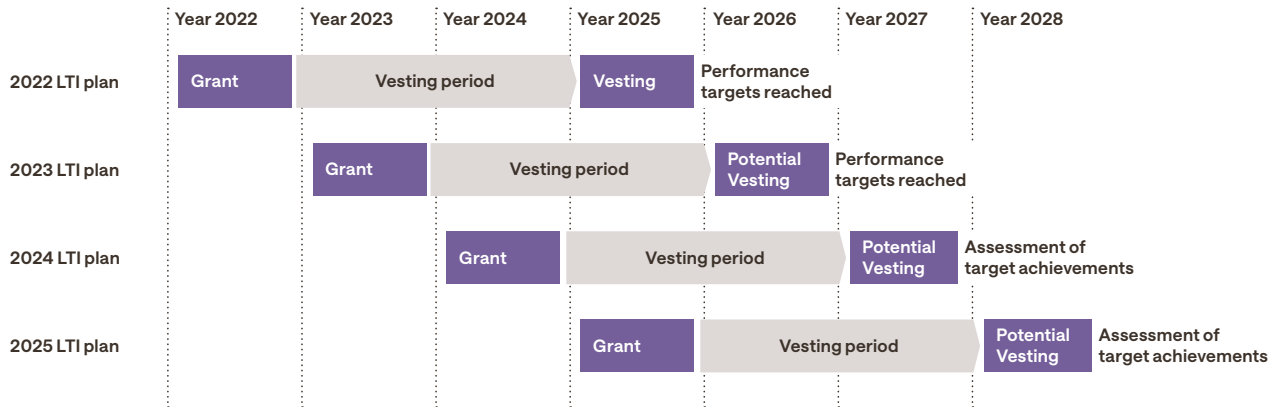 Year 2022 Year 2023 Year 2024 Year 2025 Year 2026 Year 2027 Year 2028
2022 LTI plan Grant Vesting period Vesting Performance
targets reached
2023 LTI plan Grant Vesting period Potential
Vesting Performance
targets reached
2024 LTI plan Grant Vesting period Potential
Vesting Assessment of
target achievements
2025 LTI plan Grant Vesting period Potential
Vesting Assessment of
target achievements